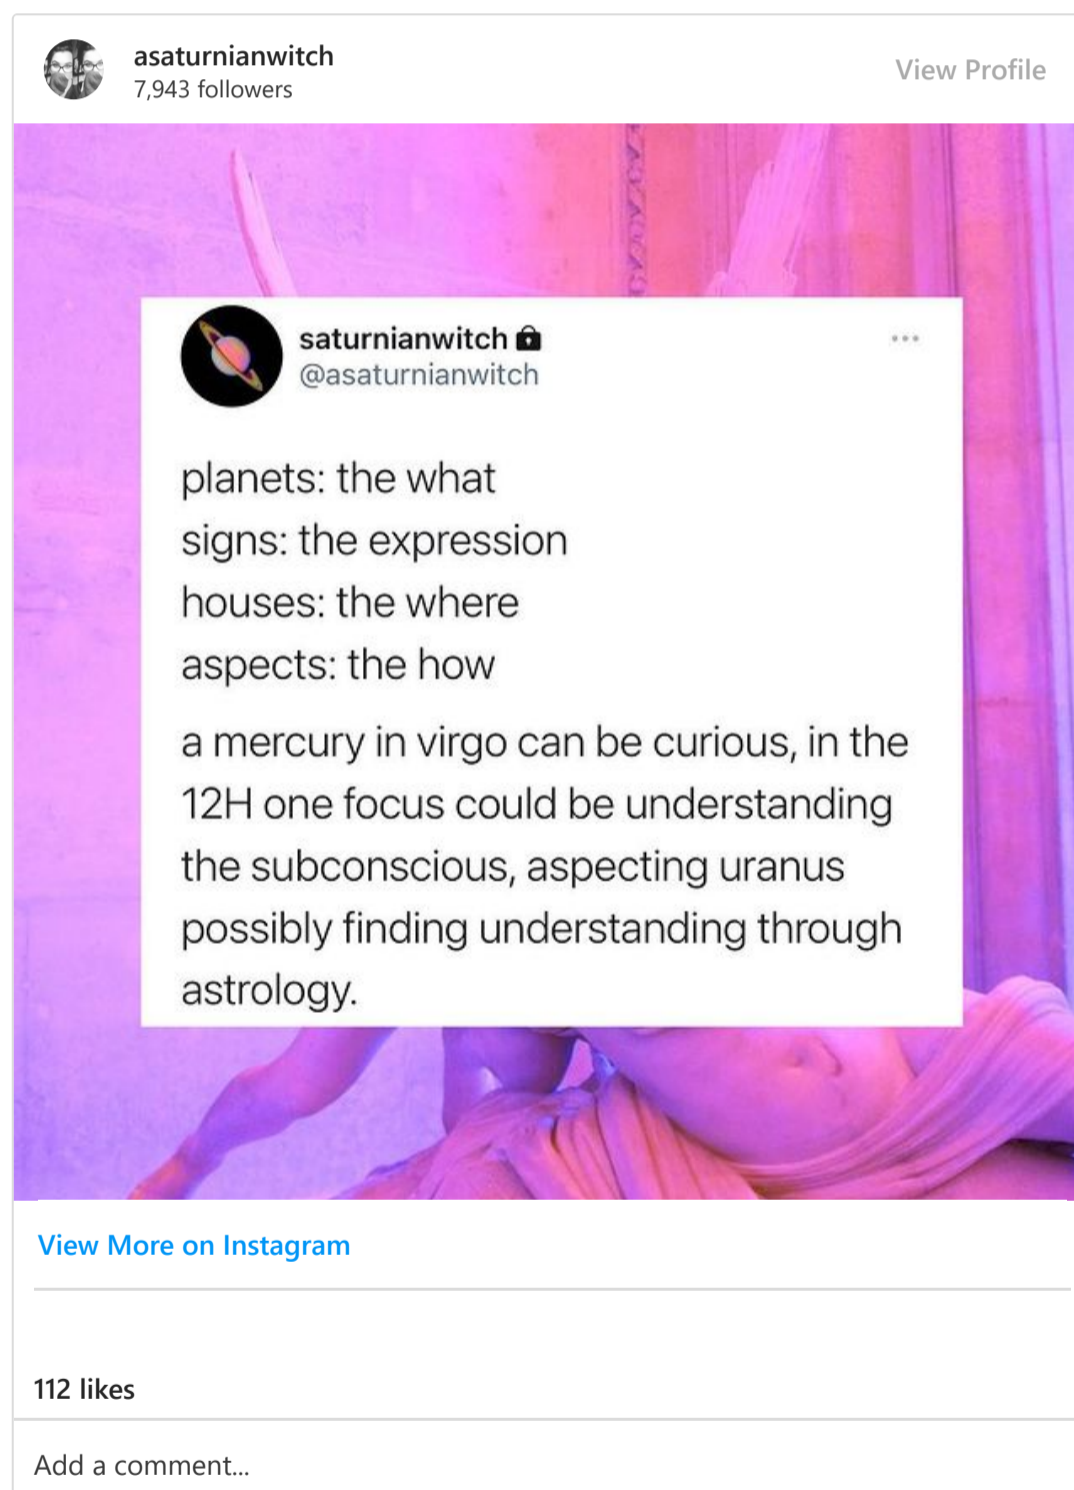 asaturnianwitch
7,943 followers
View Profile
saturnianwitch
@asaturnianwitch
planets: the what
signs: the expression
houses: the where
aspects: the how
a mercury in virgo can be curious, in the
12H one focus could be understanding
the subconscious, aspecting uranus
possibly finding understanding through
astrology.
View More on Instagram
112 likes
Add a comment...